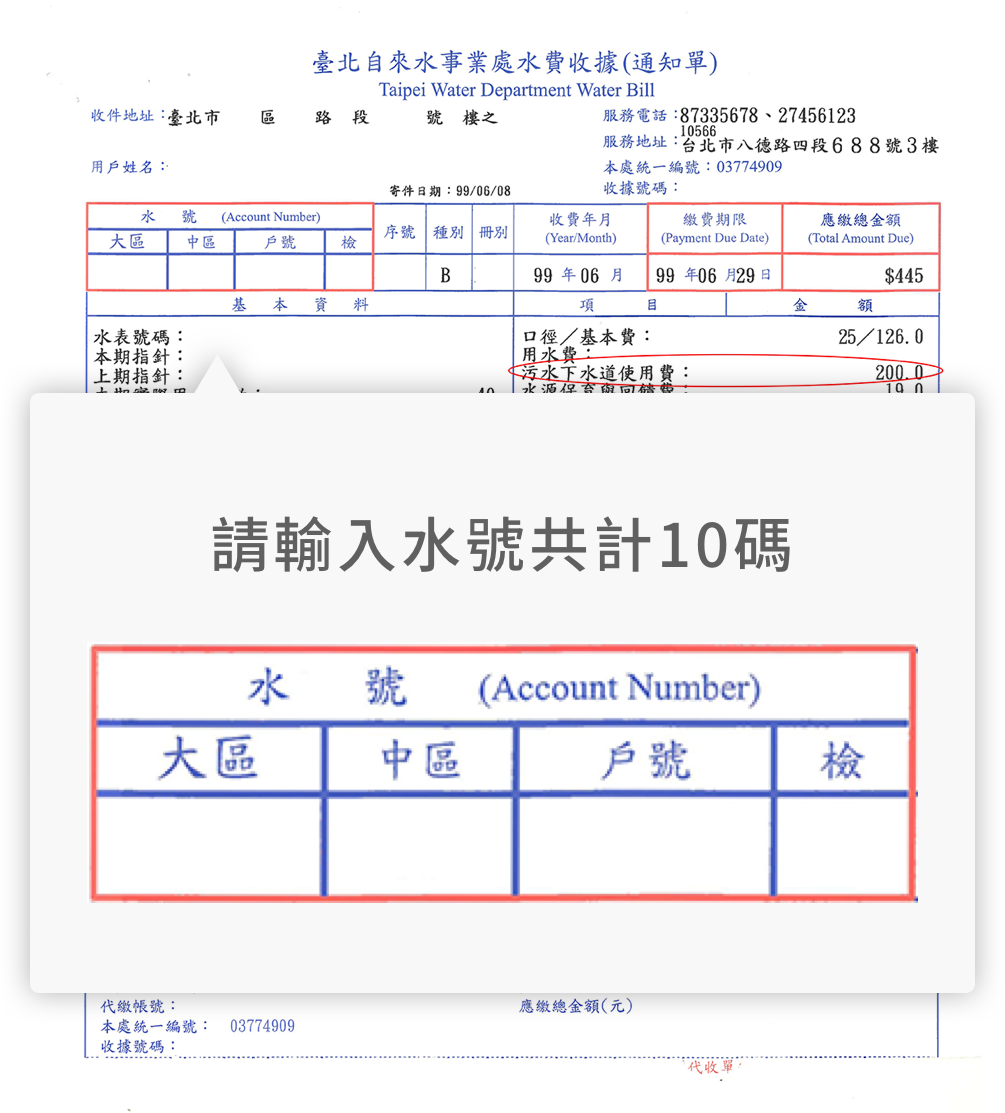 臺北自來水事業處水費收據(通知單)
Taipei Water Department Water Bill
收件地址：臺北市 區 路 段 號 樓之
服務電話：87335678、27456123
10566
服務地址：台北市八德路四段６８８號３樓
用戶姓名：
本處統一編號：03774909
收據號碼：
寄件日期：99/06/08
水 號 (Account Number)
大區 中區 戶號 檢
序號 種別 冊別
收費年月
(Year/Month)
繳費期限
(Payment Due Date)
應繳總金額
(Total Amount Due)
B 99 年 06 月 99 年 06 月 29 日 $445
基 本 資 料 項 目 金 額
水表號碼：
本期指針：
上期指針：
口徑／基本費： 25／126.0
用水費：
污水下水道使用費： 200.0
水源保育與回饋費： 19.0
請輸入水號共計10碼
水 號 (Account Number)
大區 中區 戶號 檢
代繳帳號： 應繳總金額(元)
本處統一編號： 03774909
收據號碼：
代收單